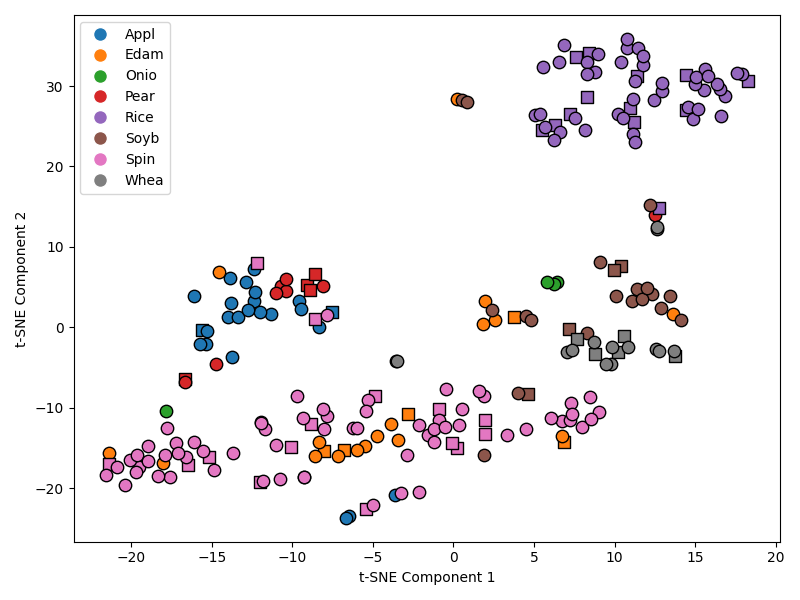 Appl
Edam
Onio
Pear
Rice
Soyb
Spin
Whea
t-SNE Component 2
30
20
10
0
−10
−20
−20 −15 −10 −5 0 5 10 15 20
t-SNE Component 1